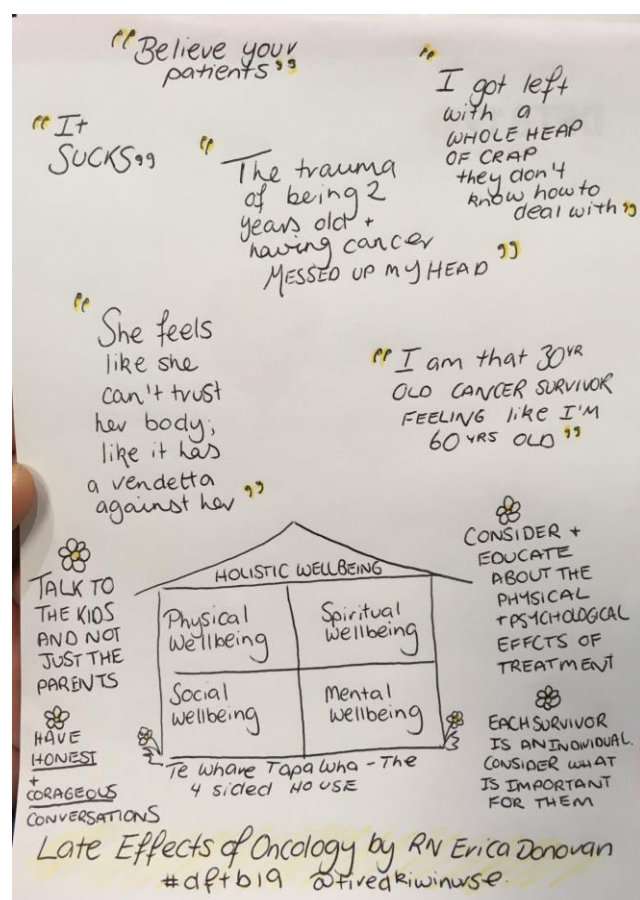 "Believe your
patients"
"It
SUCKS"
"The trauma
of being 2
years old +
having cancer
MESSED UP MY HEAD"
"I got left
with a
WHOLE HEAP
OF CRAP
they don't
know how to
deal with"
"She feels
like she
can't trust
her body;
like it has
a vendetta
against her"
"I am that 30YR
OLD CANCER SURVIVOR
FEELING like I'M
60 YRS OLD"
TALK TO
THE KIDS
AND NOT
JUST THE
PARENTS
HAVE
HONEST
+
CORAGEOUS
CONVERSATIONS
HOLISTIC WELLBEING
Physical
Wellbeing
Spiritual
Wellbeing
Social
Wellbeing
Mental
Wellbeing
Te Whare Tapa Wha - The
4 sided HOUSE
CONSIDER +
EDUCATE
ABOUT THE
PHYSICAL
+ PSYCHOLOGICAL
EFFCTS OF
TREATMENT
EACH SURVIVOR
IS AN INDIVIDUAL.
CONSIDER WHAT
IS IMPORTANT
FOR THEM
Late Effects of Oncology by RN Erica Donovan
#dftb19 @tiredkiwinurse.